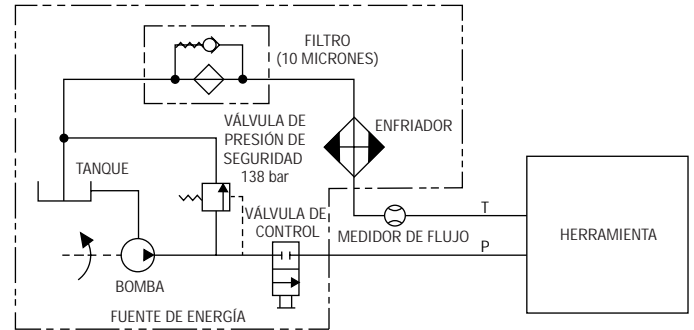 FILTRO
(10 MICRONES)
VÁLVULA DE
PRESIÓN DE
SEGURIDAD
138 bar
ENFRIADOR
TANQUE
VÁLVULA DE
CONTROL
MEDIDOR DE FLUJO
T
P
HERRAMIENTA
BOMBA
FUENTE DE ENERGÍA